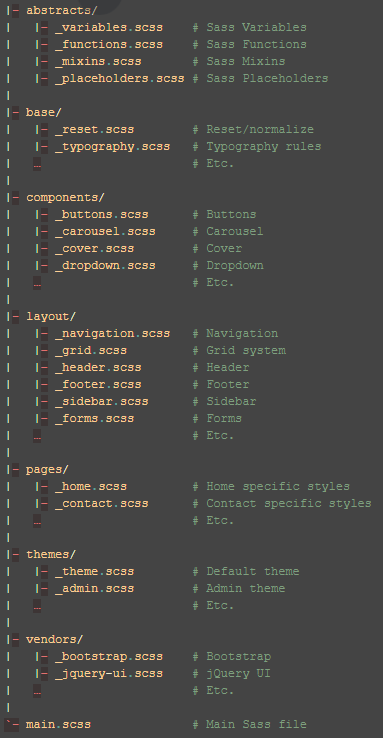 |- abstracts/
|   |- _variables.scss    # Sass Variables
|   |- _functions.scss    # Sass Functions
|   |- _mixins.scss       # Sass Mixins
|   |- _placeholders.scss # Sass Placeholders
|
|- base/
|   |- _reset.scss        # Reset/normalize
|   |- _typography.scss   # Typography rules
|   …                     # Etc.
|
|- components/
|   |- _buttons.scss      # Buttons
|   |- _carousel.scss     # Carousel
|   |- _cover.scss        # Cover
|   |- _dropdown.scss     # Dropdown
|   …                     # Etc.
|
|- layout/
|   |- _navigation.scss   # Navigation
|   |- _grid.scss         # Grid system
|   |- _header.scss       # Header
|   |- _footer.scss       # Footer
|   |- _sidebar.scss      # Sidebar
|   |- _forms.scss        # Forms
|   …                     # Etc.
|
|- pages/
|   |- _home.scss         # Home specific styles
|   |- _contact.scss      # Contact specific styles
|   …                     # Etc.
|
|- themes/
|   |- _theme.scss        # Default theme
|   |- _admin.scss        # Admin theme
|   …                     # Etc.
|
|- vendors/
|   |- _bootstrap.scss    # Bootstrap
|   |- _jquery-ui.scss    # jQuery UI
|   …                     # Etc.
|
`- main.scss              # Main Sass file